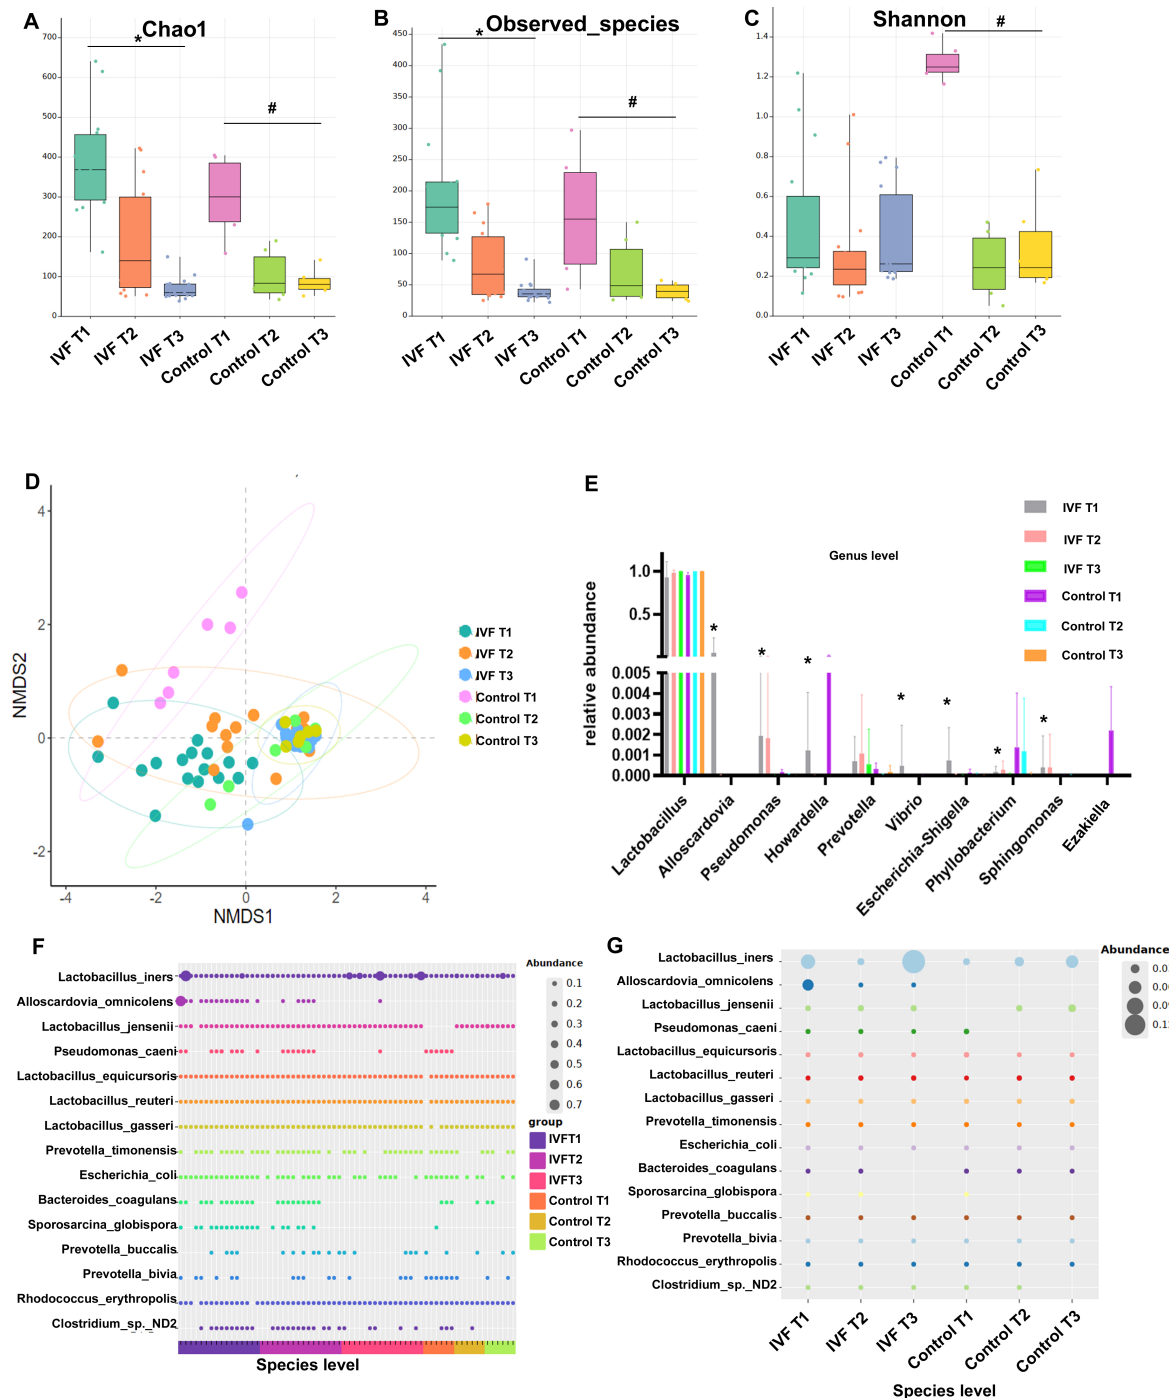 A
Chao1
*
#
700
600
500
400
300
200
100
0
IVF T1
IVF T2
IVF T3
Control T1
Control T2
Control T3
B
Observed_species
*
#
450
400
350
300
250
200
150
100
50
0
IVF T1
IVF T2
IVF T3
Control T1
Control T2
Control T3
C
Shannon
#
1.4
1.2
1.0
0.8
0.6
0.4
0.2
0.0
IVF T1
IVF T2
IVF T3
Control T1
Control T2
Control T3
D
NMDS2
4
2
0
-2
-4
-2
0
2
4
NMDS1
IVF T1
IVF T2
IVF T3
Control T1
Control T2
Control T3
E
Genus level
IVF T1
IVF T2
IVF T3
Control T1
Control T2
Control T3
relative abundance
1.0
0.5
0.005
0.004
0.003
0.002
0.001
0.000
*
*
*
*
*
*
*
Lactobacillus
Alloscardovia
Pseudomonas
Howardella
Prevotella
Vibrio
Escherichia-Shigella
Phyllobacterium
Sphingomonas
Ezakiella
F
Lactobacillus_iners
Alloscardovia_omnicolens
Lactobacillus_jensenii
Pseudomonas_caeni
Lactobacillus_equicursoris
Lactobacillus_reuteri
Lactobacillus_gasseri
Prevotella_timonensis
Escherichia_coli
Bacteroides_coagulans
Sporosarcina_globispora
Prevotella_buccalis
Prevotella_bivia
Rhodococcus_erythropolis
Clostridium_sp._ND2
Species level
Abundance
0.1
0.2
0.3
0.4
0.5
0.6
0.7
group
IVFT1
IVFT2
IVFT3
Control T1
Control T2
Control T3
G
Lactobacillus_iners
Alloscardovia_omnicolens
Lactobacillus_jensenii
Pseudomonas_caeni
Lactobacillus_equicursoris
Lactobacillus_reuteri
Lactobacillus_gasseri
Prevotella_timonensis
Escherichia_coli
Bacteroides_coagulans
Sporosarcina_globispora
Prevotella_buccalis
Prevotella_bivia
Rhodococcus_erythropolis
Clostridium_sp._ND2
IVF T1
IVF T2
IVF T3
Control T1
Control T2
Control T3
Species level
Abundance